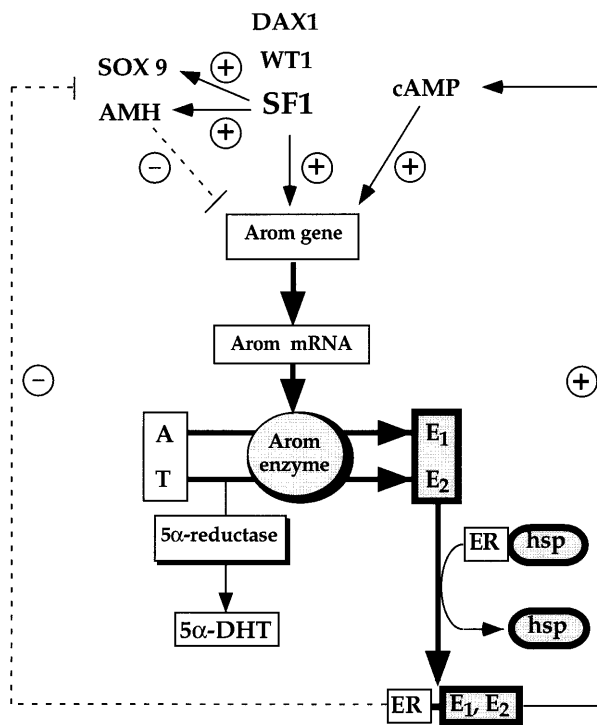 DAX1
WT1
SOX 9
+
SF1
cAMP
AMH
+
−
+
+
Arom gene
Arom mRNA
−
+
A
E1
Arom
enzyme
T
E2
5α-reductase
ER hsp
5α-DHT
hsp
ER E1, E2